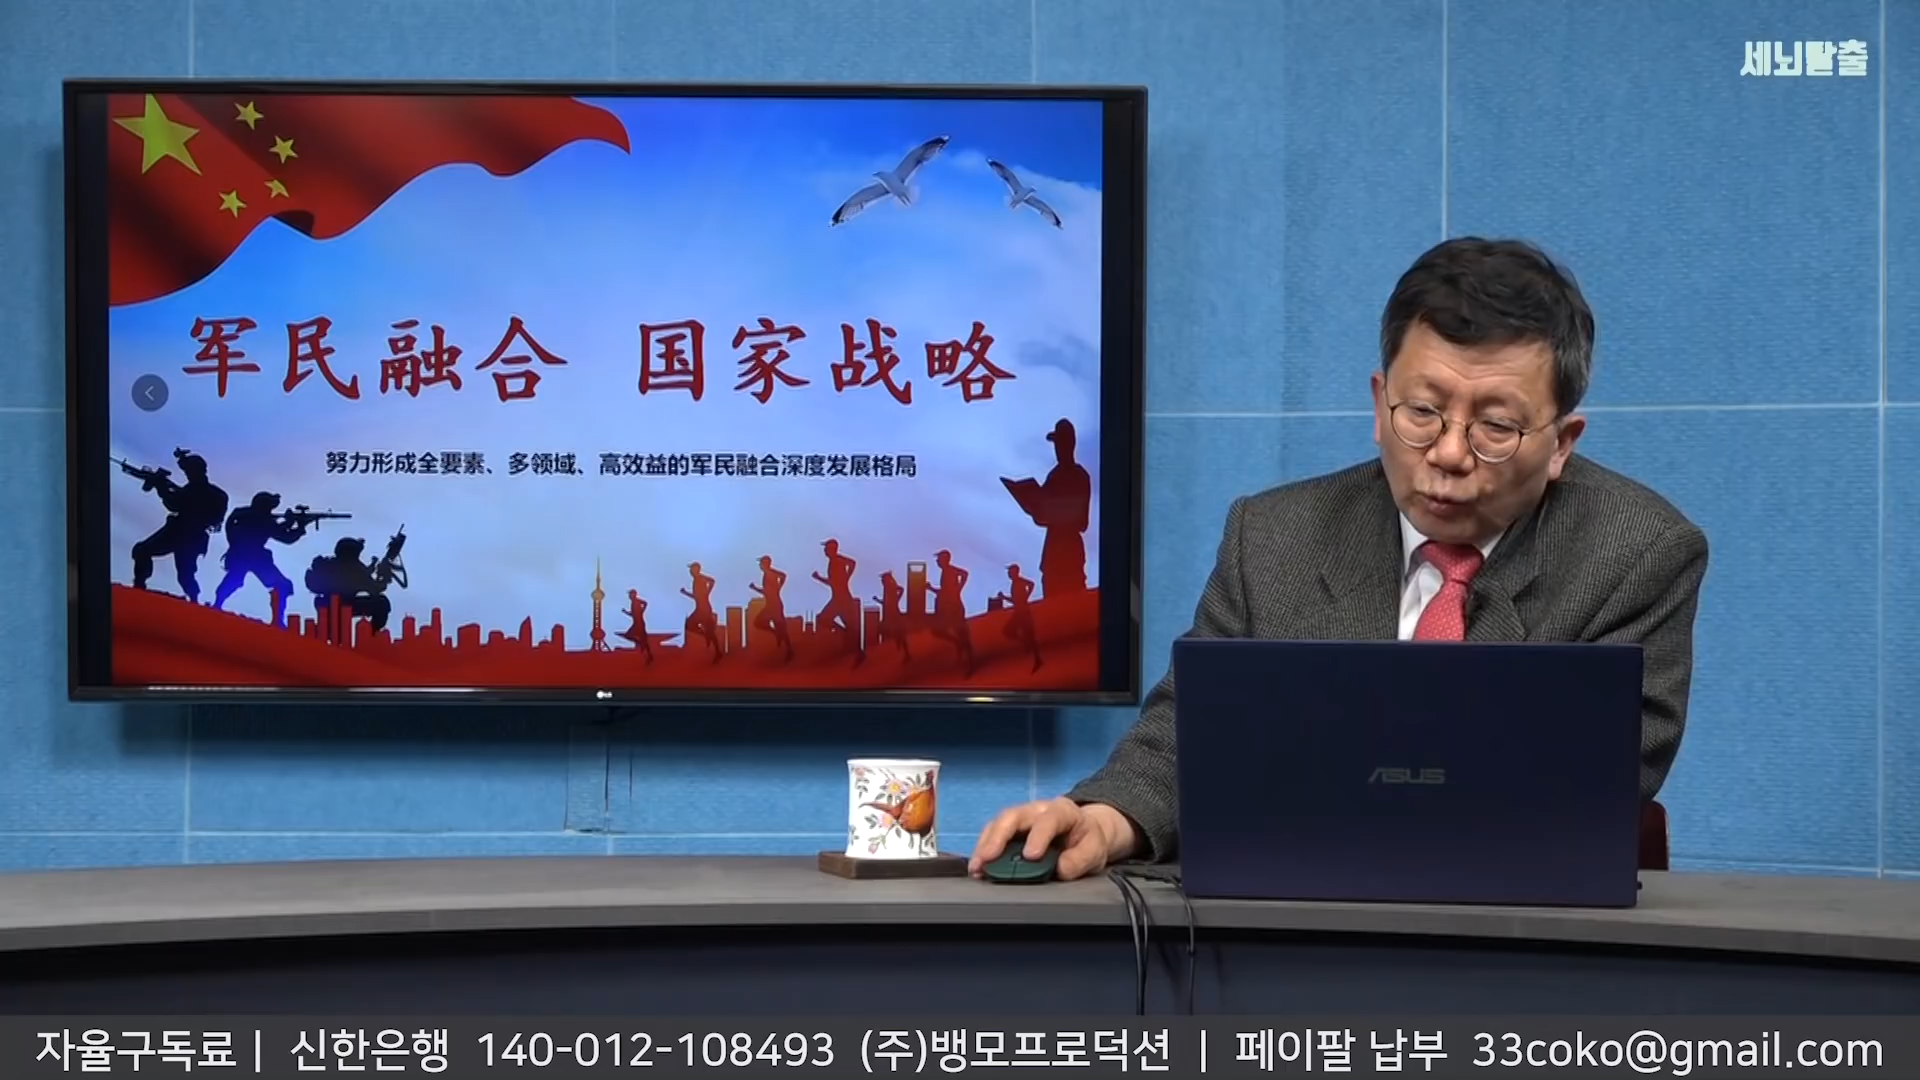 세뇌탈출
军民融合 国家战略
努力形成全要素、多领域、高效益的军民融合深度发展格局
LG
ASUS
자율구독료 | 신한은행 140-012-108493 (주)뱅모프로덕션 | 페이팔 납부 33coko@gmail.com